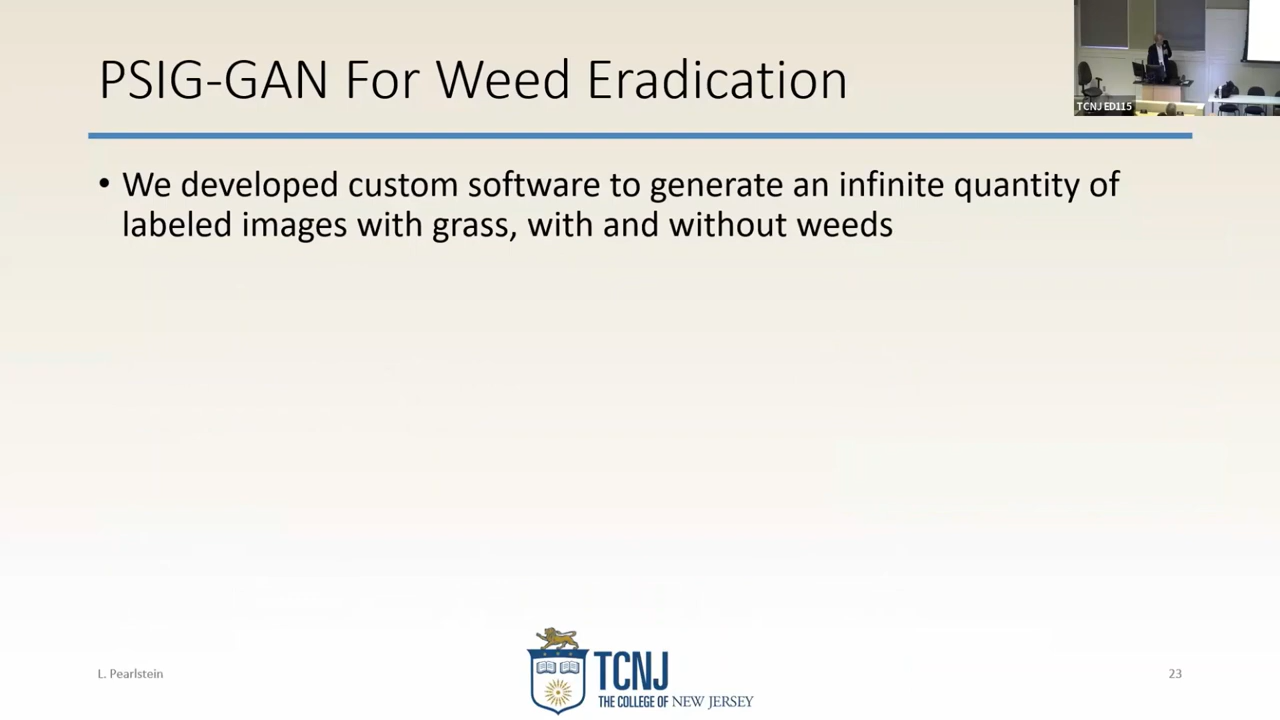 PSIG-GAN For Weed Eradication
TCNJ ED115
• We developed custom software to generate an infinite quantity of
labeled images with grass, with and without weeds
L. Pearlstein
TCNJ
THE COLLEGE OF NEW JERSEY
23